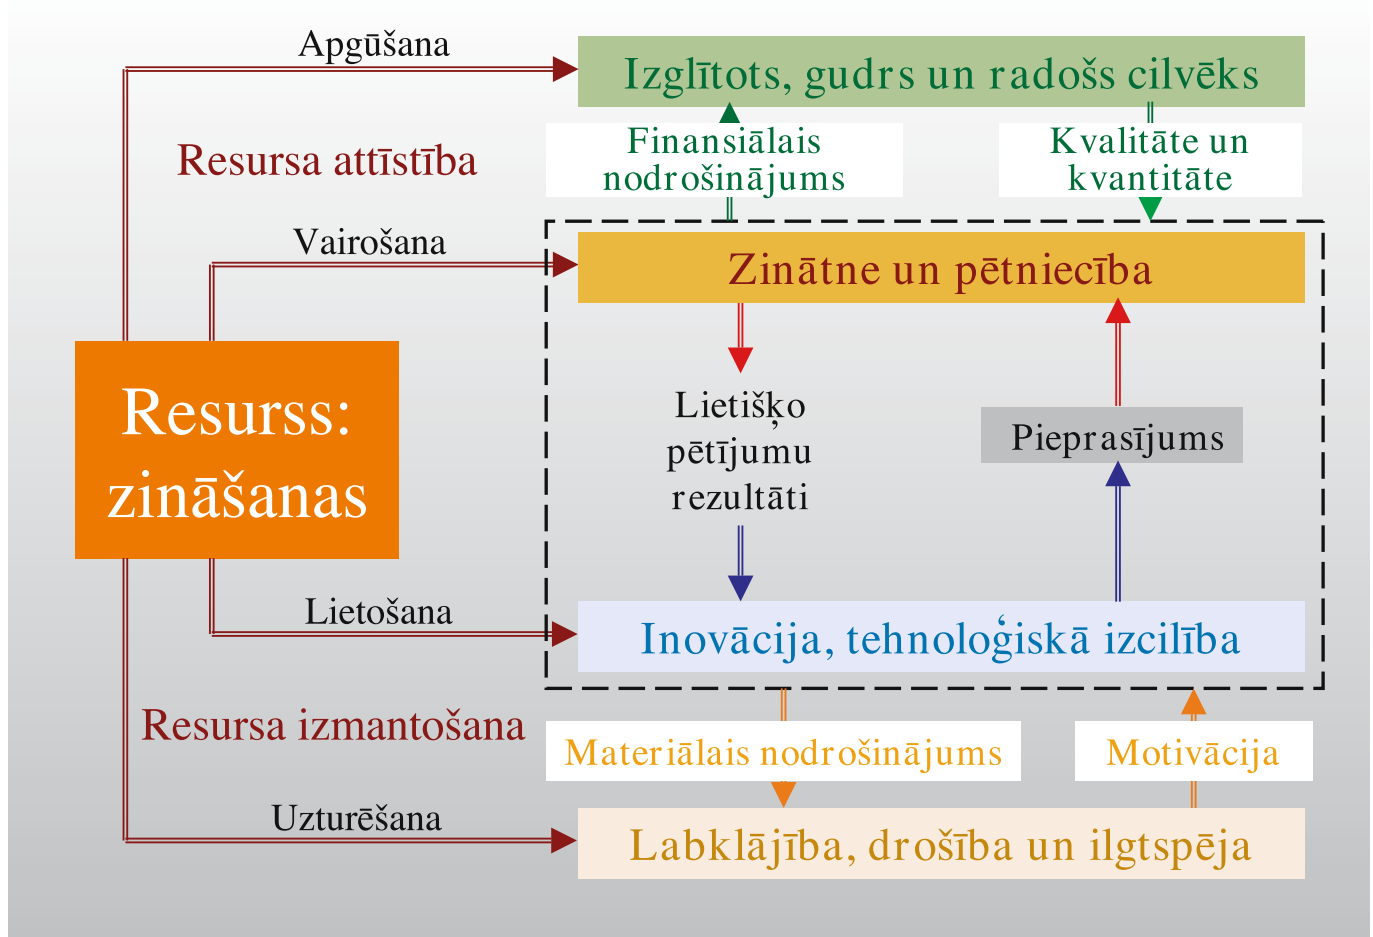 Apgūšana
Izglītots, gudrs un radošs cilvēks
Resursa attīstība
Finansiālais
nodrošinājums
Kvalitāte un
kvantitāte
Vairošana
Zinātne un pētniecība
Resurss:
zināšanas
Lietišķo
pētījumu
rezultāti
Pieprasījums
Lietošana
Inovācija, tehnoloģiskā izcilība
Resursa izmantošana
Materiālais nodrošinājums
Motivācija
Uzturēšana
Labklājība, drošība un ilgtspēja